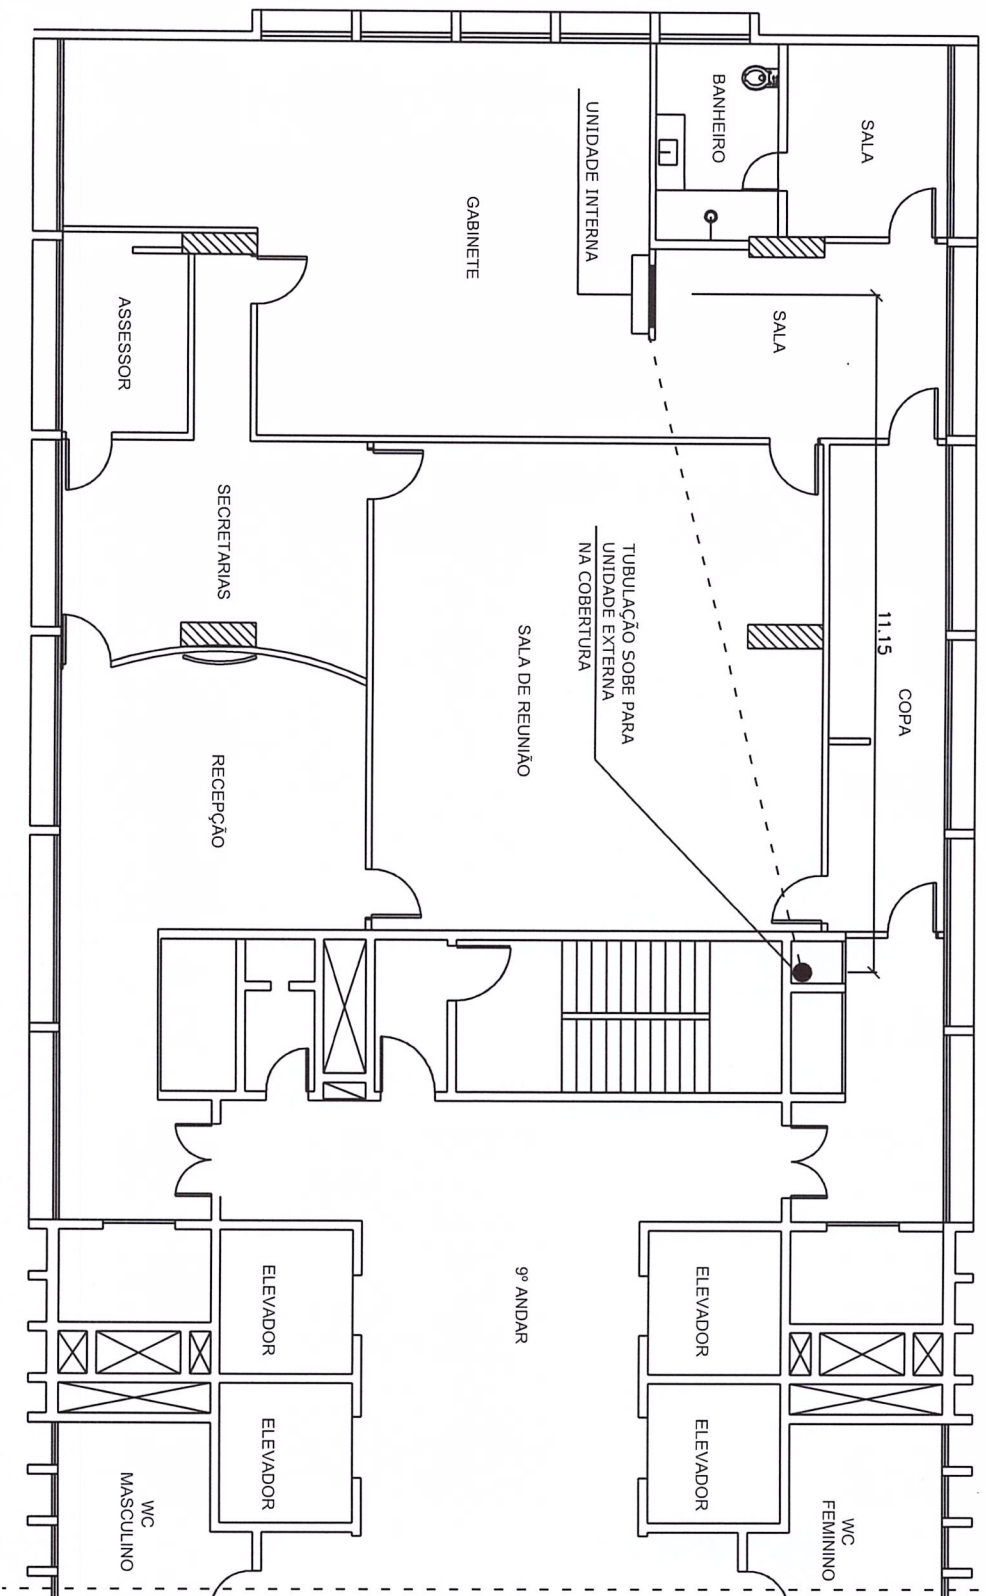 SALA
BANHEIRO
UNIDADE INTERNA
GABINETE
SALA
ASSESSOR
11.15
COPA
TUBULAÇÃO SOBE PARA
UNIDADE EXTERNA
NA COBERTURA
SALA DE REUNIÃO
SECRETARIAS
RECEPÇÃO
9º ANDAR
ELEVADOR
ELEVADOR
ELEVADOR
ELEVADOR
WC
FEMININO
WC
MASCULINO